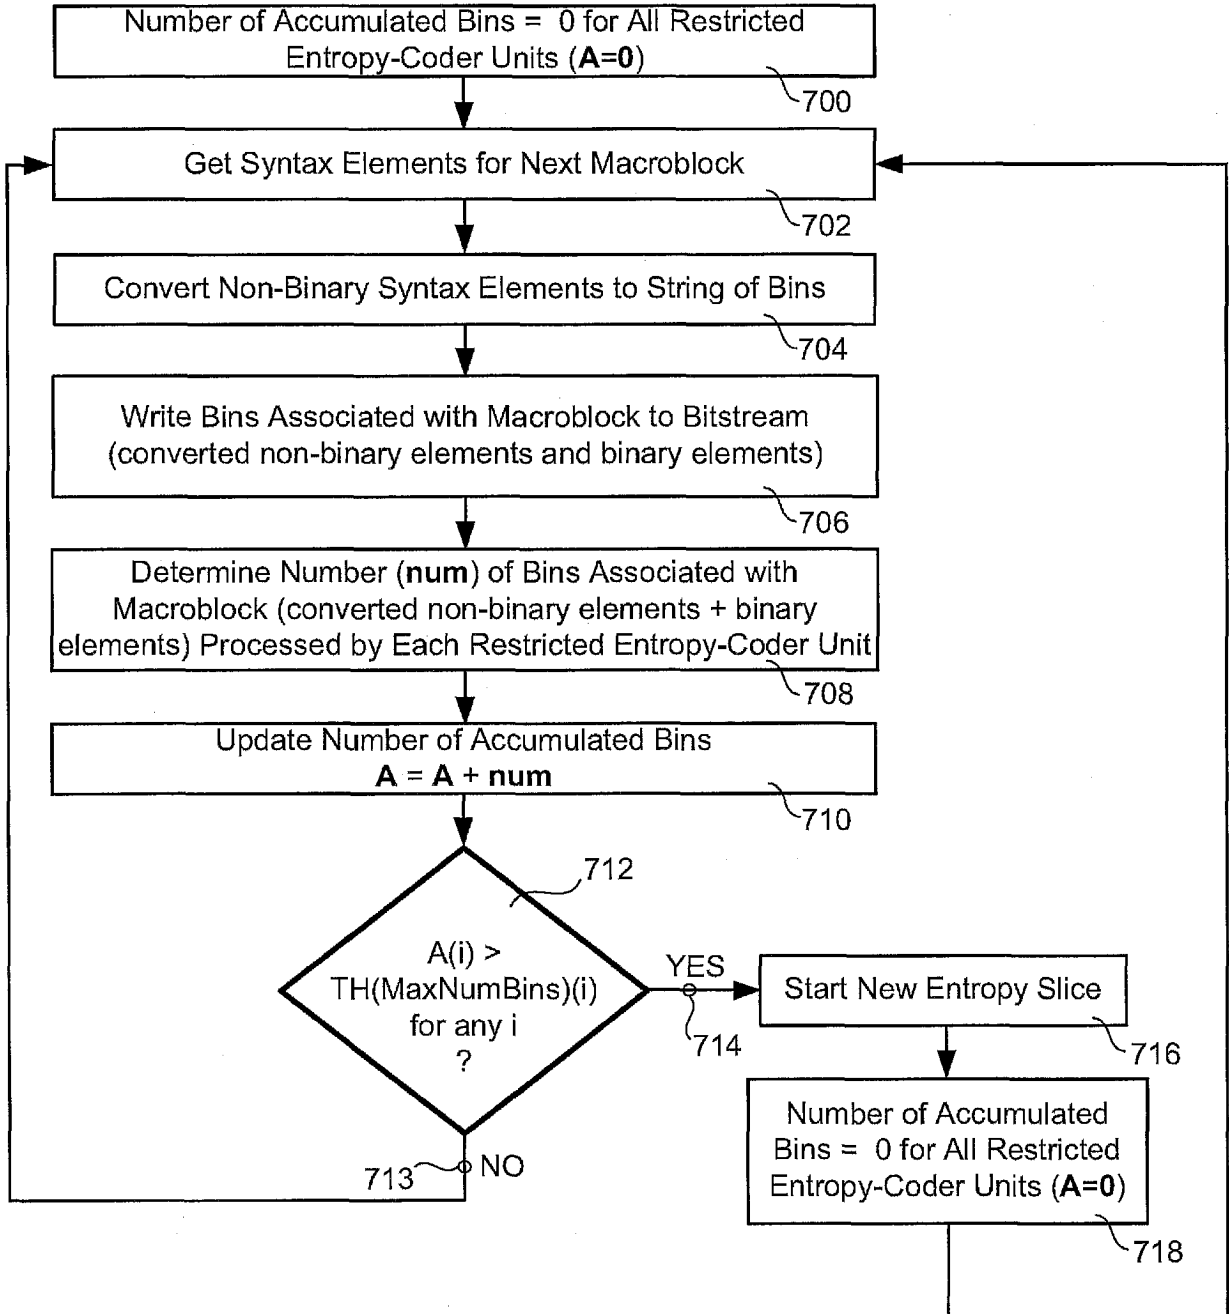 Number of Accumulated Bins = 0 for All Restricted
Entropy-Coder Units (A=0)
700
Get Syntax Elements for Next Macroblock
702
Convert Non-Binary Syntax Elements to String of Bins
704
Write Bins Associated with Macroblock to Bitstream
(converted non-binary elements and binary elements)
706
Determine Number (num) of Bins Associated with
Macroblock (converted non-binary elements + binary
elements) Processed by Each Restricted Entropy-Coder Unit
708
Update Number of Accumulated Bins
A = A + num
710
712
A(i) >
TH(MaxNumBins)(i)
for any i
?
YES
714
Start New Entropy Slice
716
713
NO
Number of Accumulated
Bins = 0 for All Restricted
Entropy-Coder Units (A=0)
718